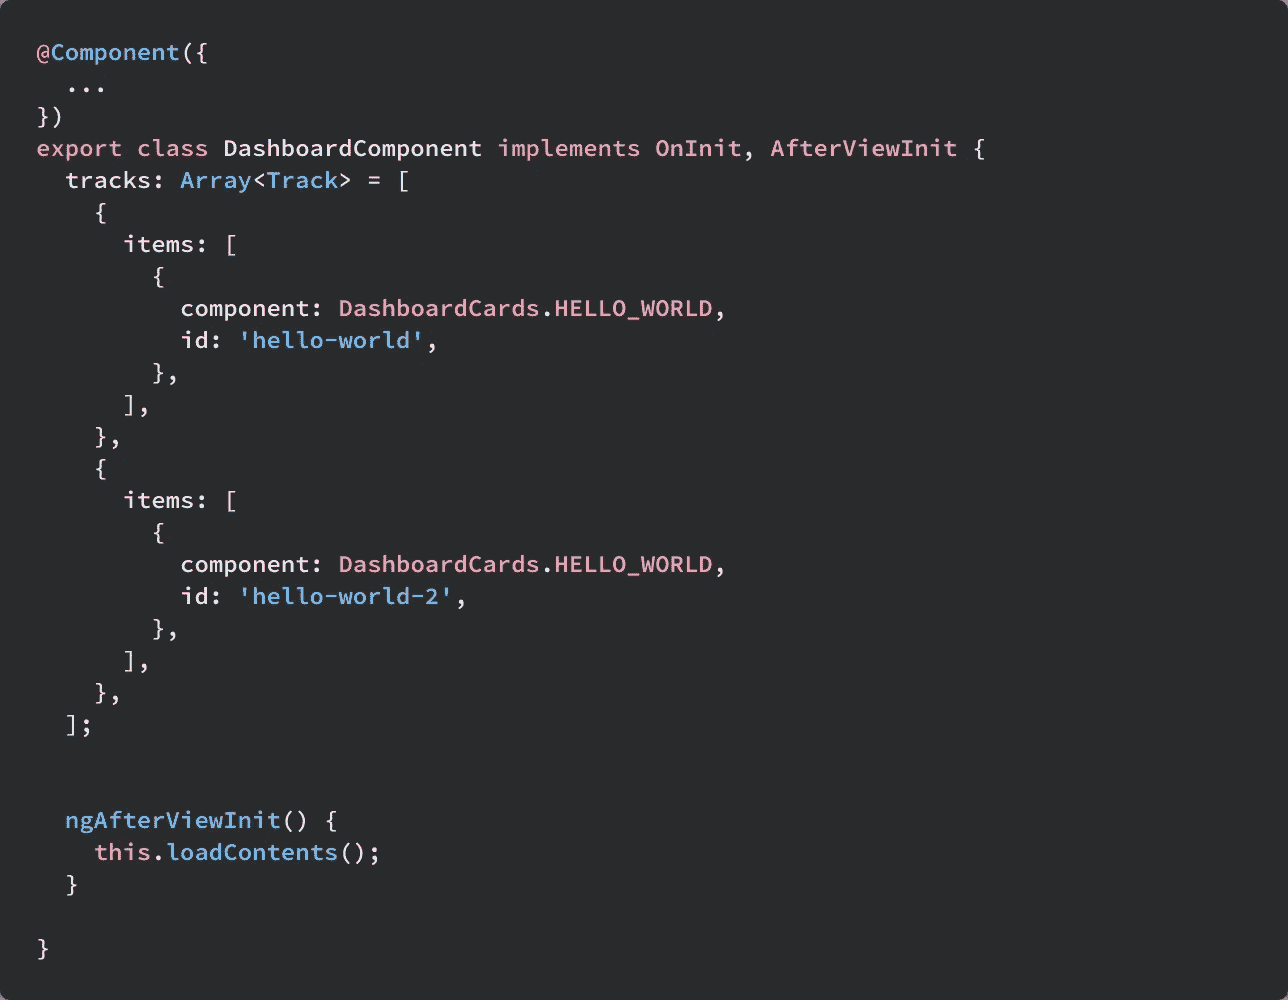 @Component({
  ...
})
export class DashboardComponent implements OnInit, AfterViewInit {
  tracks: Array<Track> = [
    {
      items: [
        {
          component: DashboardCards.HELLO_WORLD,
          id: 'hello-world',
        },
      ],
    },
    {
      items: [
        {
          component: DashboardCards.HELLO_WORLD,
          id: 'hello-world-2',
        },
      ],
    },
  ];


  ngAfterViewInit() {
    this.loadContents();
  }

}